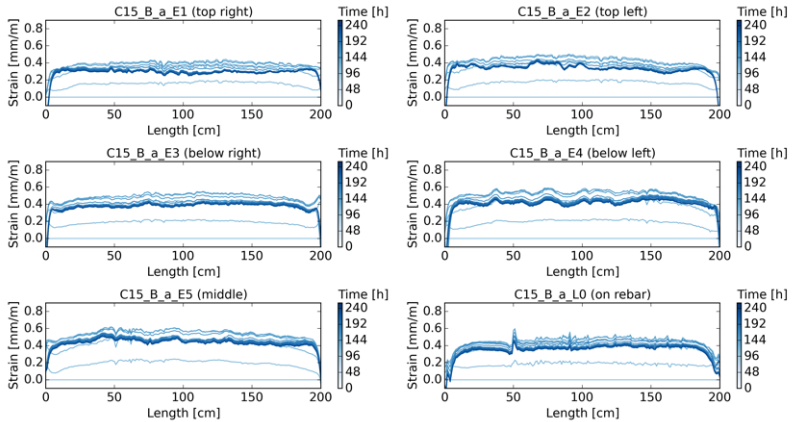 C15_B_a_E1 (top right)
Time [h]
0.8
0.6
0.4
0.2
0.0
Strain [mm/m]
0 50 100 150 200
Length [cm]
240
192
144
96
48
0
C15_B_a_E2 (top left)
Time [h]
0.8
0.6
0.4
0.2
0.0
Strain [mm/m]
0 50 100 150 200
Length [cm]
240
192
144
96
48
0
C15_B_a_E3 (below right)
Time [h]
0.8
0.6
0.4
0.2
0.0
Strain [mm/m]
0 50 100 150 200
Length [cm]
240
192
144
96
48
0
C15_B_a_E4 (below left)
Time [h]
0.8
0.6
0.4
0.2
0.0
Strain [mm/m]
0 50 100 150 200
Length [cm]
240
192
144
96
48
0
C15_B_a_E5 (middle)
Time [h]
0.8
0.6
0.4
0.2
0.0
Strain [mm/m]
0 50 100 150 200
Length [cm]
240
192
144
96
48
0
C15_B_a_L0 (on rebar)
Time [h]
0.8
0.6
0.4
0.2
0.0
Strain [mm/m]
0 50 100 150 200
Length [cm]
240
192
144
96
48
0